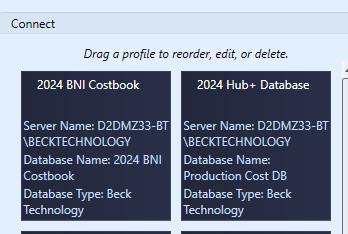 Connect
Drag a profile to reorder, edit, or delete.
2024 BNI Costbook
Server Name: D2DMZ33-BT
\BECKTECHNOLOGY
Database Name: 2024 BNI
Costbook
Database Type: Beck
Technology
2024 Hub+ Database
Server Name: D2DMZ33-BT
\BECKTECHNOLOGY
Database Name:
Production Cost DB
Database Type: Beck
Technology